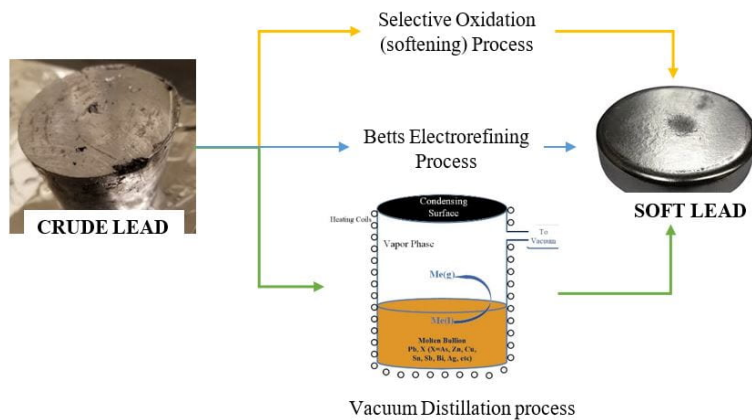 Selective Oxidation
(softening) Process
Betts Electrorefining
Process
CRUDE LEAD
SOFT LEAD
Condensing
Surface
Heating Coils
To
Vacuum
Vapor Phase
Me(g)
Me(l)
Molten Bullion
Pb, X (X=As, Zn, Cu,
Sn, Sb, Bi, Ag, etc)
Vacuum Distillation process